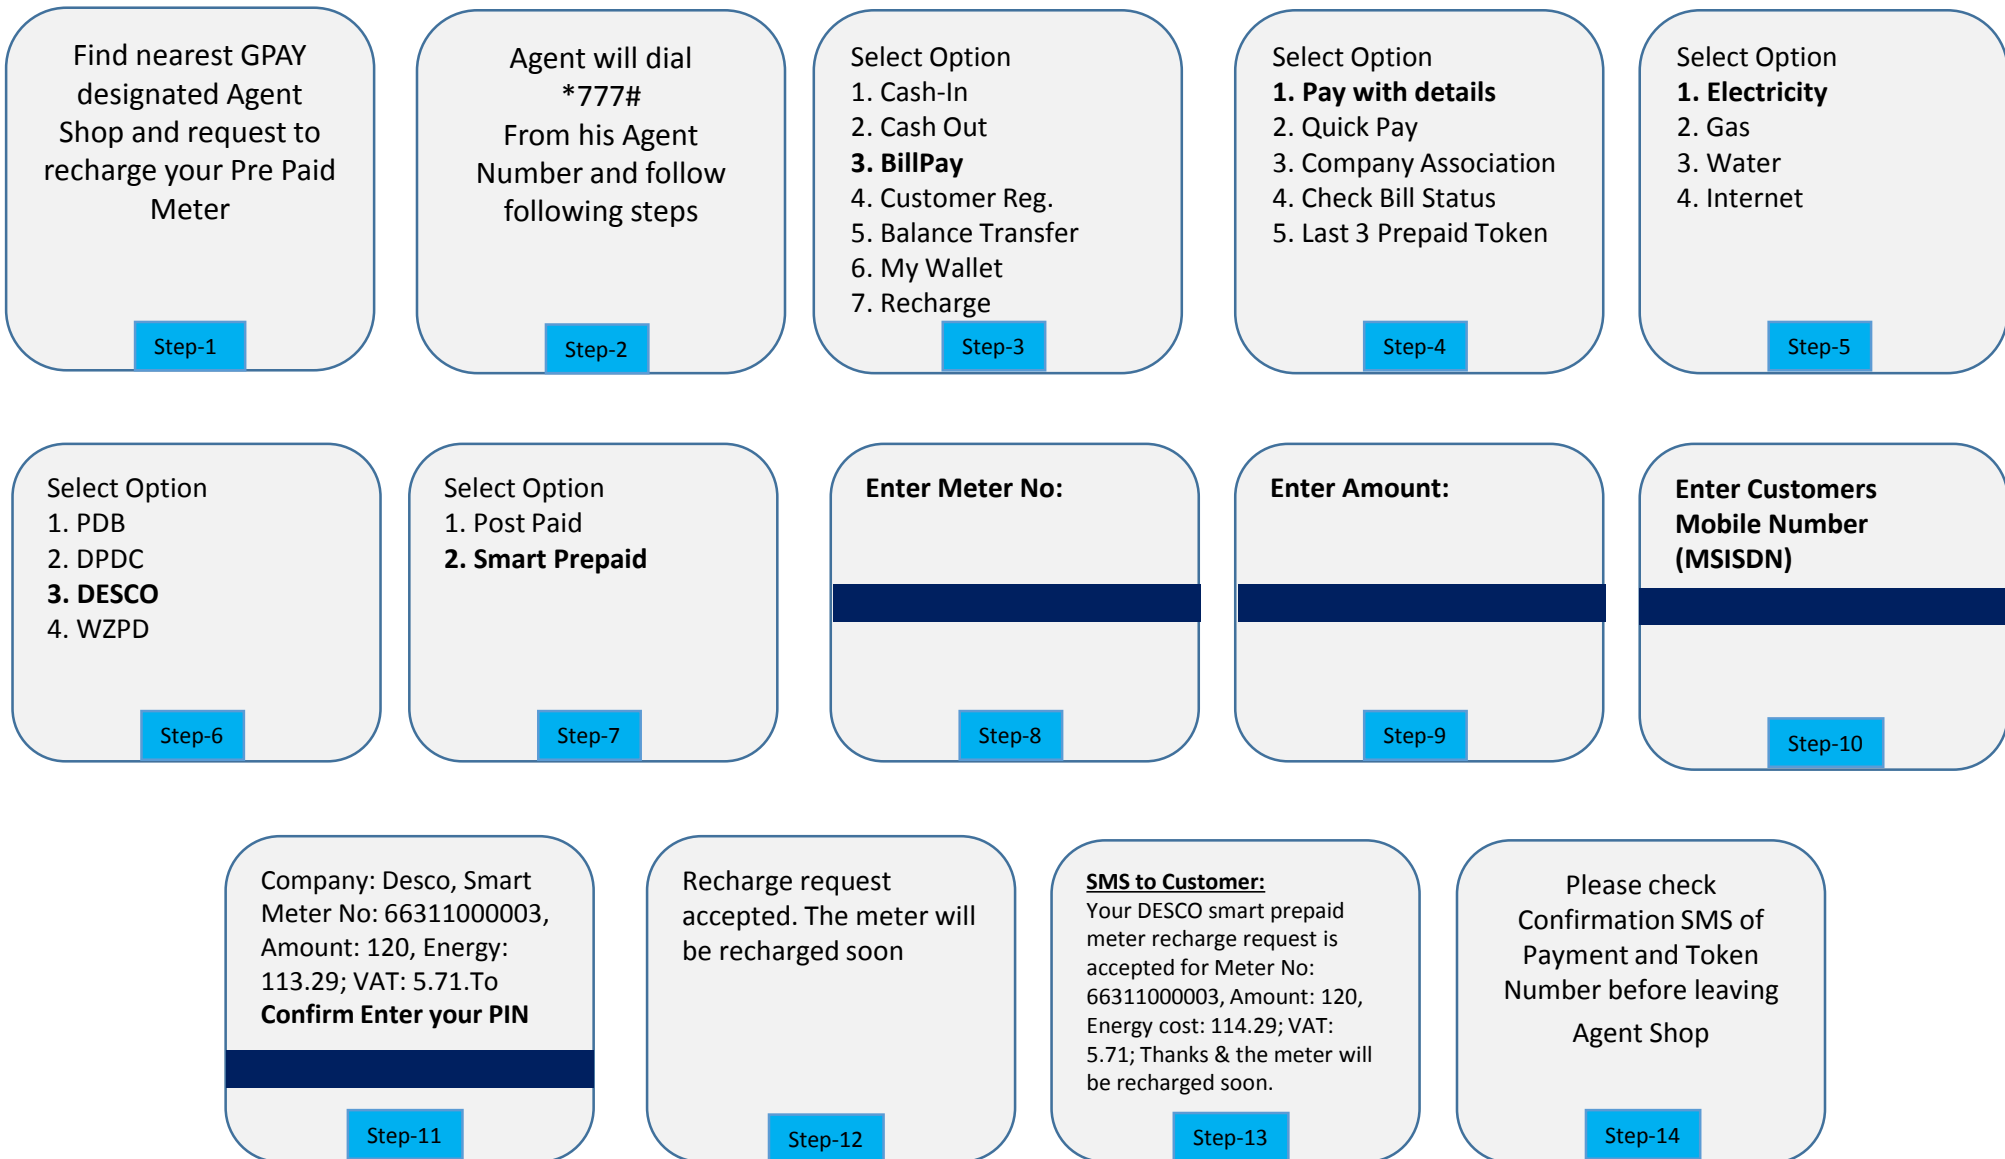 Find nearest GPAY
designated Agent
Shop and request to
recharge your Pre Paid
Meter
Step-1
Agent will dial
*777#
From his Agent
Number and follow
following steps
Step-2
Select Option
1. Cash-In
2. Cash Out
3. BillPay
4. Customer Reg.
5. Balance Transfer
6. My Wallet
7. Recharge
Step-3
Select Option
1. Pay with details
2. Quick Pay
3. Company Association
4. Check Bill Status
5. Last 3 Prepaid Token
Step-4
Select Option
1. Electricity
2. Gas
3. Water
4. Internet
Step-5
Select Option
1. PDB
2. DPDC
3. DESCO
4. WZPD
Step-6
Select Option
1. Post Paid
2. Smart Prepaid
Step-7
Enter Meter No:
Step-8
Enter Amount:
Step-9
Enter Customers
Mobile Number
(MSISDN)
Step-10
Company: Desco, Smart
Meter No: 66311000003,
Amount: 120, Energy:
113.29; VAT: 5.71.To
Confirm Enter your PIN
Step-11
Recharge request
accepted. The meter will
be recharged soon
Step-12
SMS to Customer:
Your DESCO smart prepaid
meter recharge request is
accepted for Meter No:
66311000003, Amount: 120,
Energy cost: 114.29; VAT:
5.71; Thanks & the meter will
be recharged soon.
Step-13
Please check
Confirmation SMS of
Payment and Token
Number before leaving
Agent Shop
Step-14